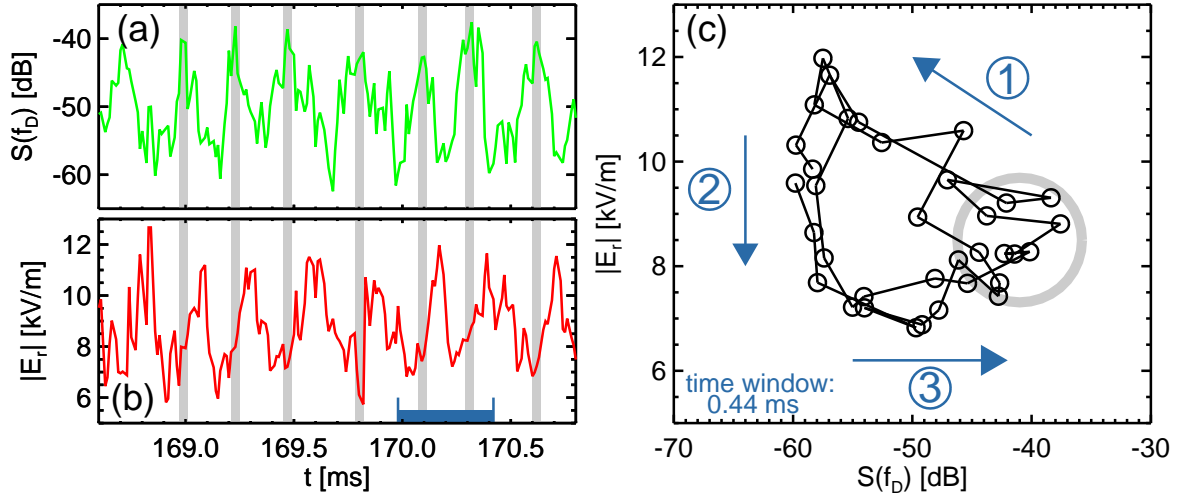 (a)
S(f_D) [dB]
-40
-50
-60
(b)
|E_r| [kV/m]
12
10
8
6
169.0 169.5 170.0 170.5
t [ms]
(c)
|E_r| [kV/m]
12
10
8
6
①
②
③
time window:
0.44 ms
-70 -60 -50 -40 -30
S(f_D) [dB]